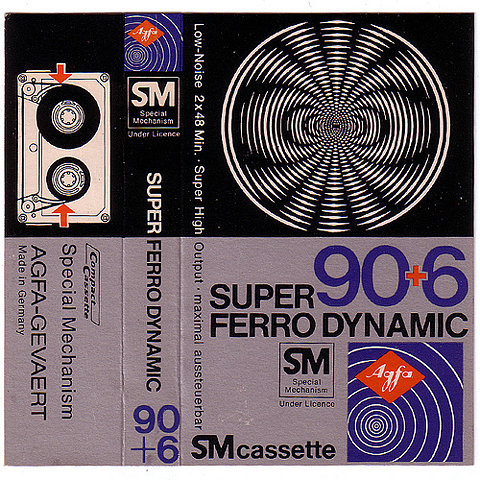 Compact
Cassette
Special Mechanism
AGFA-GEVAERT
Made in Germany
Agfa
SM
Special
Mechanism
Under Licence
SUPER FERRO DYNAMIC
90
+6
Low-Noise 2x48 Min. · Super High Output · maximal aussteuerbar
90+6
SUPER
FERRO DYNAMIC
SM
Special
Mechanism
Under Licence
Agfa
SM cassette